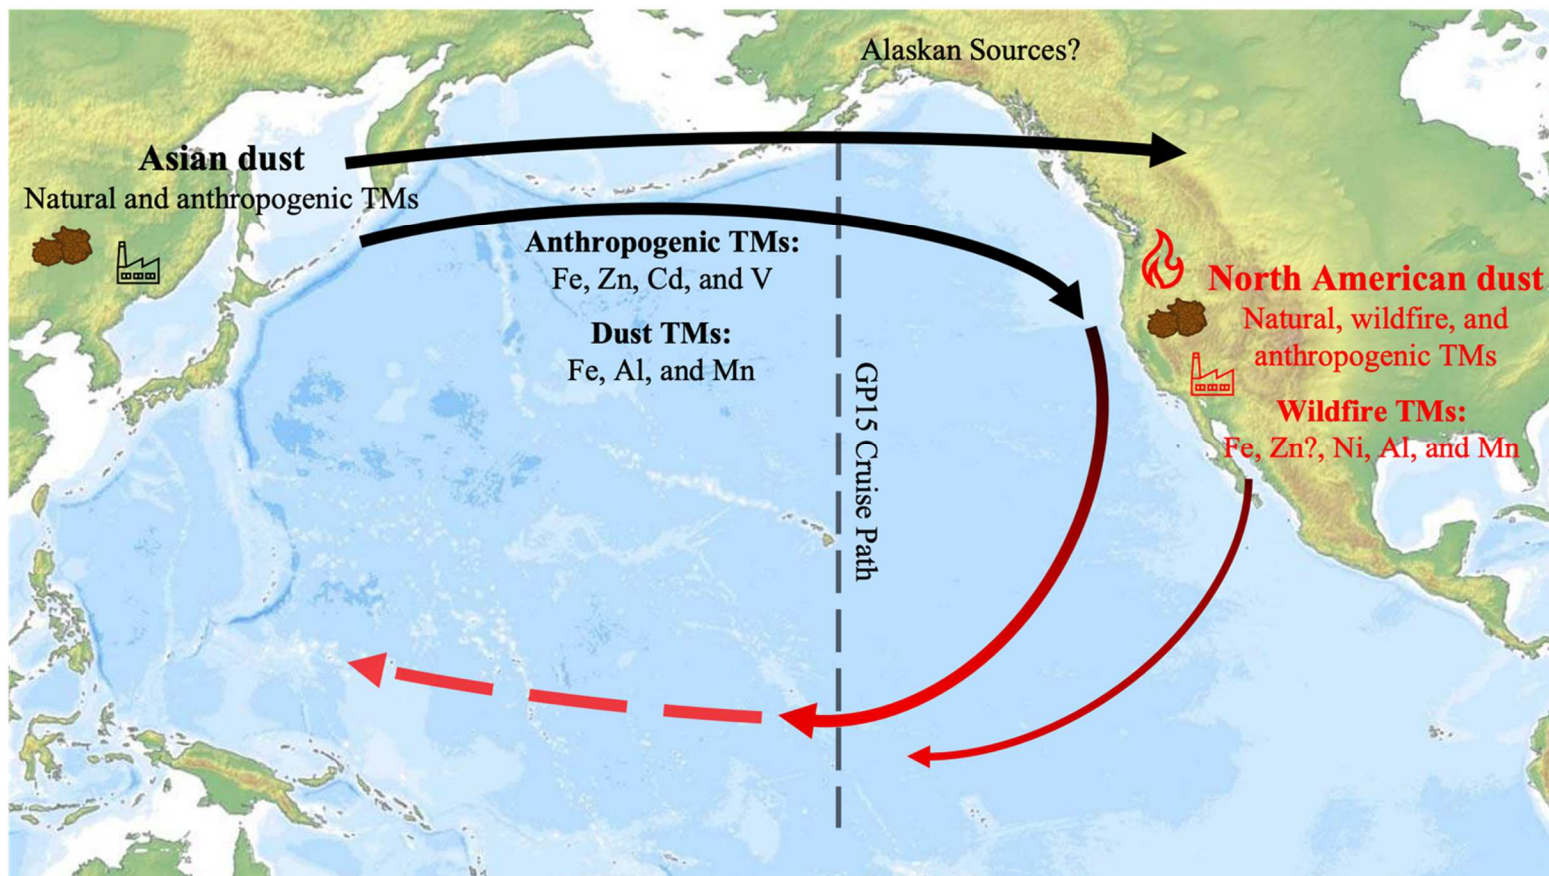 Alaskan Sources?
Asian dust
Natural and anthropogenic TMs
Anthropogenic TMs:
Fe, Zn, Cd, and V
Dust TMs:
Fe, Al, and Mn
GP15 Cruise Path
North American dust
Natural, wildfire, and
anthropogenic TMs
Wildfire TMs:
Fe, Zn?, Ni, Al, and Mn